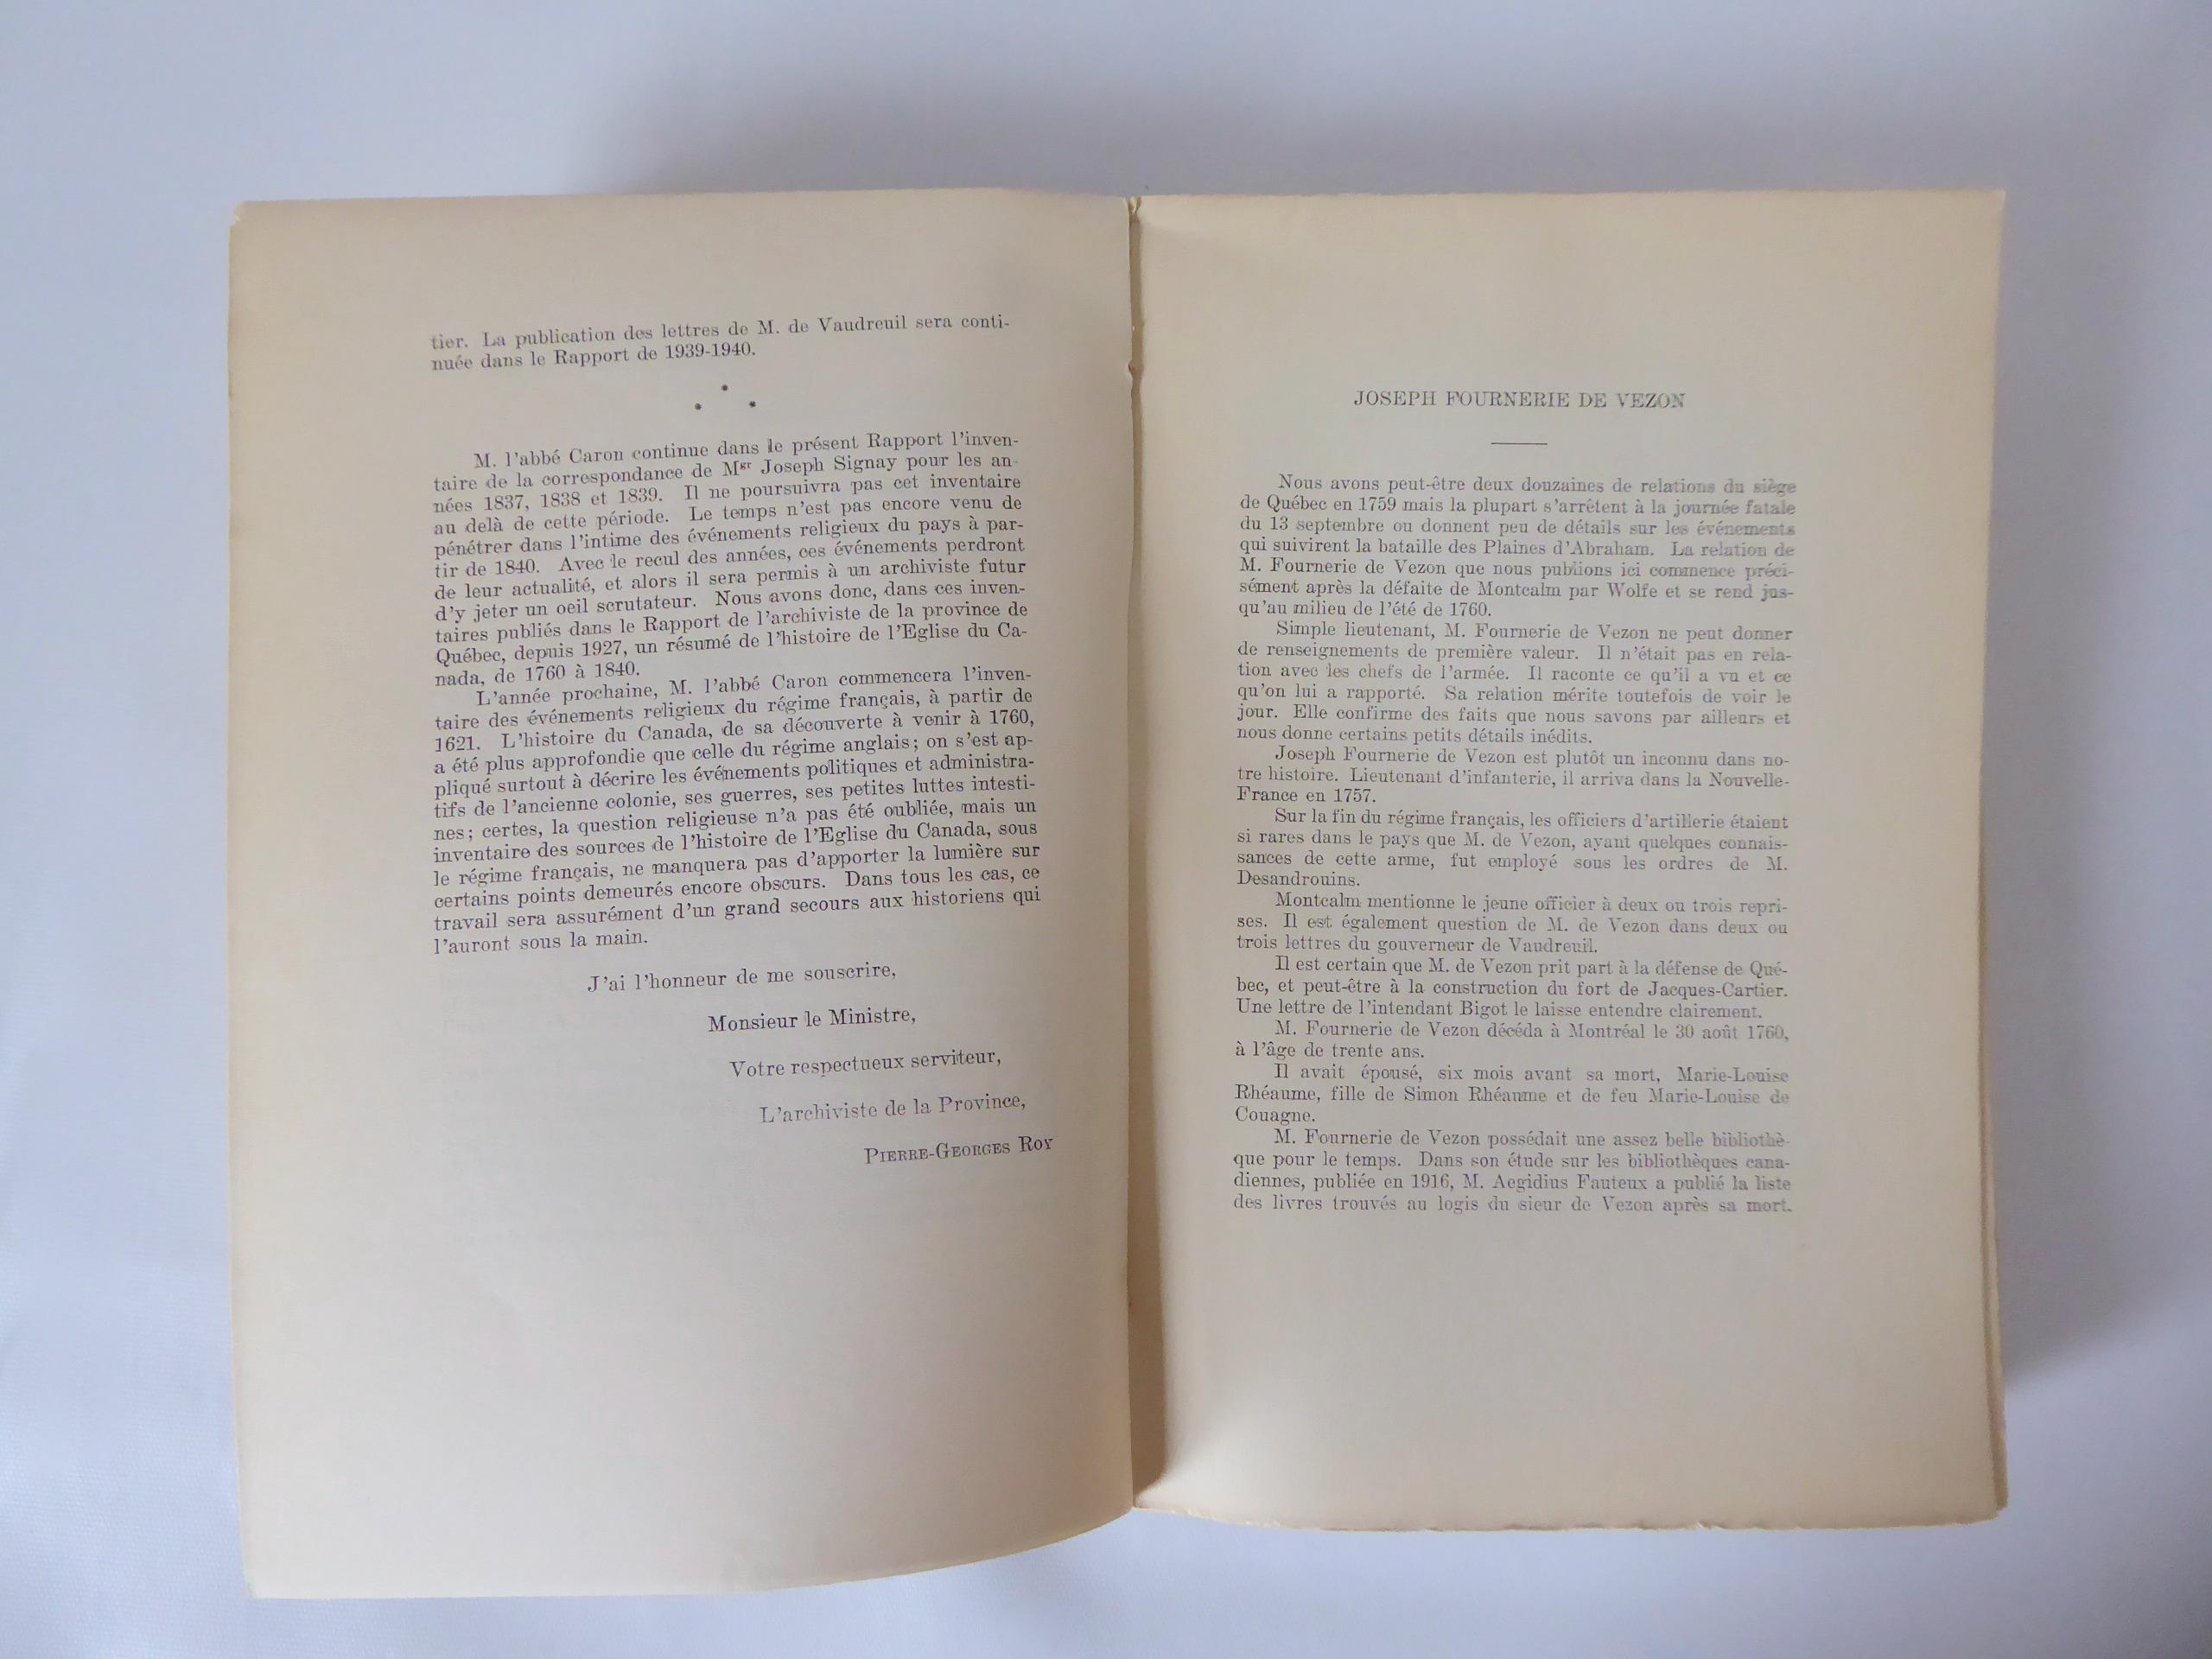 tier. La publication des lettres de M. de Vaudreuil sera conti-
nuée dans le Rapport de 1939-1940.
M. l'abbé Caron continue dans le présent Rapport l'inven-
taire de la correspondance de Mgr Joseph Signay pour les an-
nées 1837, 1838 et 1839. Il ne poursuivra pas cet inventaire
au delà de cette période. Le temps n'est pas encore venu de
pénétrer dans l'intime des événements religieux du pays à par-
tir de 1840. Avec le recul des années, ces événements perdront
de leur actualité, et alors il sera permis à un archiviste futur
d'y jeter un oeil scrutateur. Nous avons donc, dans ces inven-
taires publiés dans le Rapport de l'archiviste de la province de
Québec, depuis 1927, un résumé de l'histoire de l'Eglise du Ca-
nada, de 1760 à 1840.
L'année prochaine, M. l'abbé Caron commencera l'inven-
taire des événements religieux du régime français, à partir de
1621. L'histoire du Canada, de sa découverte à venir à 1760,
a été plus approfondie que celle du régime anglais; on s'est ap-
pliqué surtout à décrire les événements politiques et administra-
tifs de l'ancienne colonie, ses guerres, ses petites luttes intesti-
nes; certes, la question religieuse n'a pas été oubliée, mais un
inventaire des sources de l'histoire de l'Eglise du Canada, sous
le régime français, ne manquera pas d'apporter la lumière sur
certains points demeurés encore obscurs. Dans tous les cas, ce
travail sera assurément d'un grand secours aux historiens qui
l'auront sous la main.
J'ai l'honneur de me souscrire,
Monsieur le Ministre,
Votre respectueux serviteur,
L'archiviste de la Province,
PIERRE-GEORGES ROY
JOSEPH FOURNERIE DE VEZON
Nous avons peut-être deux douzaines de relations du siège
de Québec en 1759 mais la plupart s'arrêtent à la journée fatale
du 13 septembre ou donnent peu de détails sur les événements
qui suivirent la bataille des Plaines d'Abraham. La relation de
M. Fournerie de Vezon que nous publions ici commence préci-
sément après la défaite de Montcalm par Wolfe et se rend jus-
qu'au milieu de l'été de 1760.
Simple lieutenant, M. Fournerie de Vezon ne peut donner
de renseignements de première valeur. Il n'était pas en rela-
tion avec les chefs de l'armée. Il raconte ce qu'il a vu et ce
qu'on lui a rapporté. Sa relation mérite toutefois de voir le
jour. Elle confirme des faits que nous savons par ailleurs et
nous donne certains petits détails inédits.
Joseph Fournerie de Vezon est plutôt un inconnu dans no-
tre histoire. Lieutenant d'infanterie, il arriva dans la Nouvelle-
France en 1757.
Sur la fin du régime français, les officiers d'artillerie étaient
si rares dans le pays que M. de Vezon, ayant quelques connais-
sances de cette arme, fut employé sous les ordres de M.
Desandrouins.
Montcalm mentionne le jeune officier à deux ou trois repri-
ses. Il est également question de M. de Vezon dans deux ou
trois lettres du gouverneur de Vaudreuil.
Il est certain que M. de Vezon prit part à la défense de Qué-
bec, et peut-être à la construction du fort de Jacques-Cartier.
Une lettre de l'intendant Bigot le laisse entendre clairement.
M. Fournerie de Vezon décéda à Montréal le 30 août 1760,
à l'âge de trente ans.
Il avait épousé, six mois avant sa mort, Marie-Louise
Rhéaume, fille de Simon Rhéaume et de feu Marie-Louise de
Couagne.
M. Fournerie de Vezon possédait une assez belle bibliothè-
que pour le temps. Dans son étude sur les bibliothèques cana-
diennes, publiée en 1916, M. Aegidius Fauteux a publié la liste
des livres trouvés au logis du sieur de Vezon après sa mort.